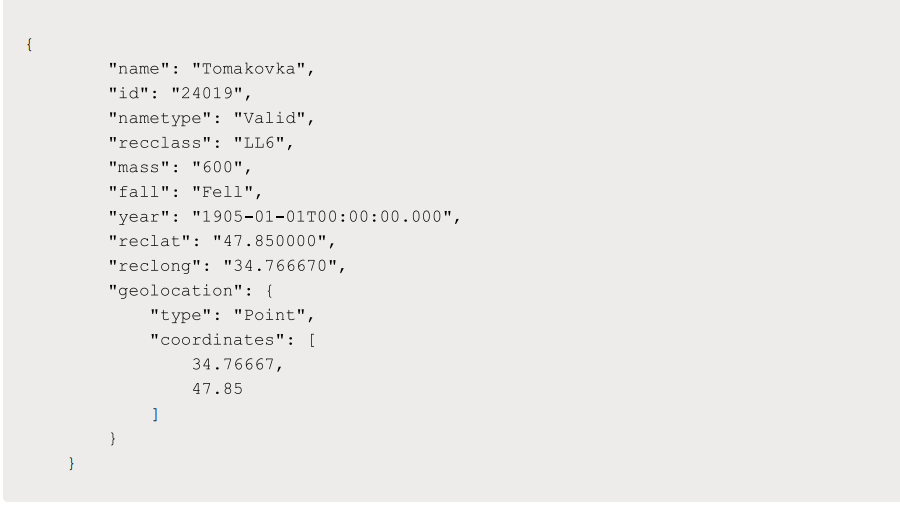 {
"name": "Tomakovka",
"id": "24019",
"nametype": "Valid",
"recclass": "LL6",
"mass": "600",
"fall": "Fell",
"year": "1905-01-01T00:00:00.000",
"reclat": "47.850000",
"reclong": "34.766670",
"geolocation": {
"type": "Point",
"coordinates": [
34.76667,
47.85
]
}
}